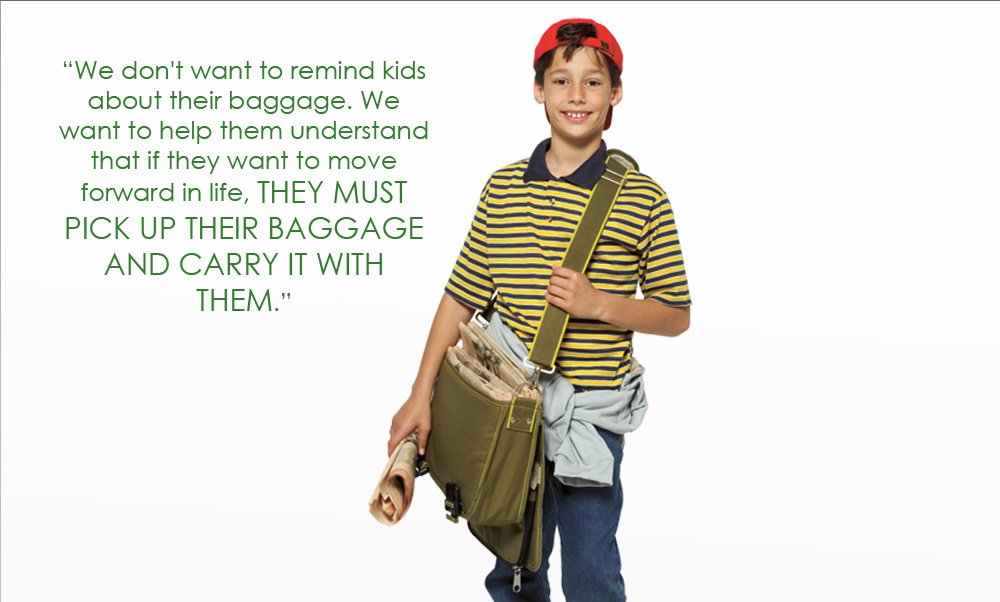 “We don't want to remind kids
about their baggage. We
want to help them understand
that if they want to move
forward in life, THEY MUST
PICK UP THEIR BAGGAGE
AND CARRY IT WITH
THEM.”